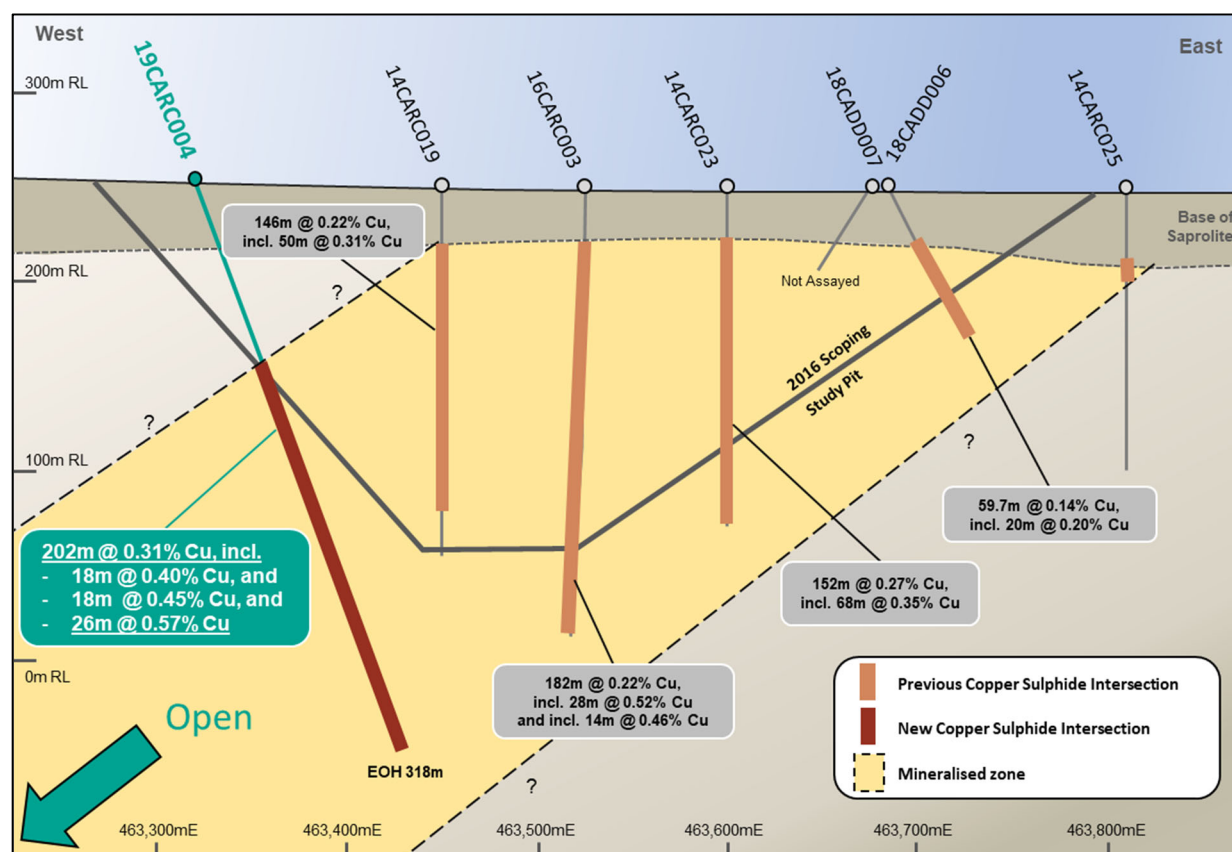 West
East
19CARC004
14CARC019
16CARC003
14CARC023
18CADD007
18CADD006
14CARC025
300m RL
146m @ 0.22% Cu,
incl. 50m @ 0.31% Cu
Base of
Saprolite
200m RL
Not Assayed
?
2016 Scoping
Study Pit
?
?
100m RL
59.7m @ 0.14% Cu,
incl. 20m @ 0.20% Cu
202m @ 0.31% Cu, incl.
- 18m @ 0.40% Cu, and
- 18m @ 0.45% Cu, and
- 26m @ 0.57% Cu
152m @ 0.27% Cu,
incl. 68m @ 0.35% Cu
0m RL
182m @ 0.22% Cu,
incl. 28m @ 0.52% Cu
and incl. 14m @ 0.46% Cu
Open
EOH 318m
?
Previous Copper Sulphide Intersection
New Copper Sulphide Intersection
Mineralised zone
463,300mE
463,400mE
463,500mE
463,600mE
463,700mE
463,800mE